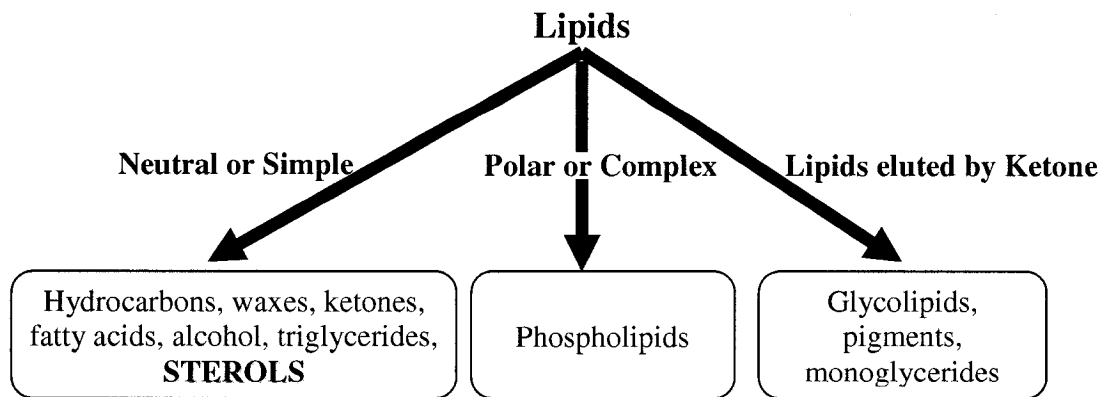 Lipids
Neutral or Simple
Polar or Complex
Lipids eluted by Ketone
Hydrocarbons, waxes, ketones,
fatty acids, alcohol, triglycerides,
STEROLS
Phospholipids
Glycolipids,
pigments,
monoglycerides